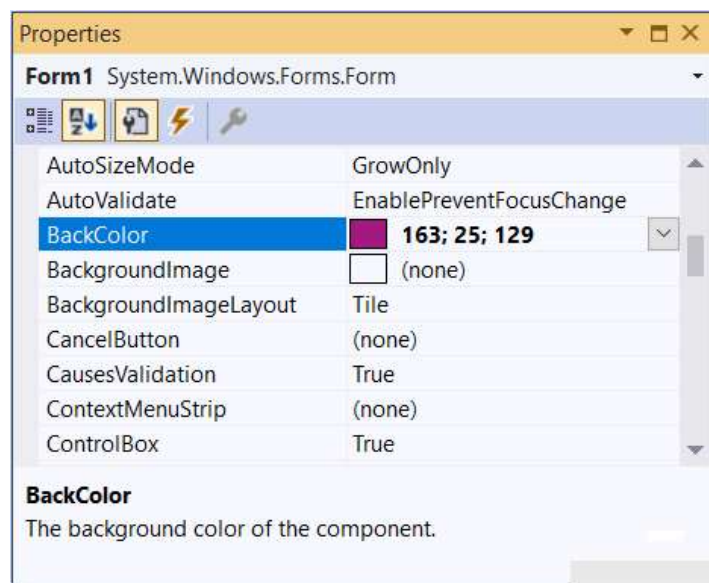 Properties
Form1 System.Windows.Forms.Form
AutoSizeMode GrowOnly
AutoValidate EnablePreventFocusChange
BackColor 163; 25; 129
BackgroundImage (none)
BackgroundImageLayout Tile
CancelButton (none)
CausesValidation True
ContextMenuStrip (none)
ControlBox True
BackColor
The background color of the component.